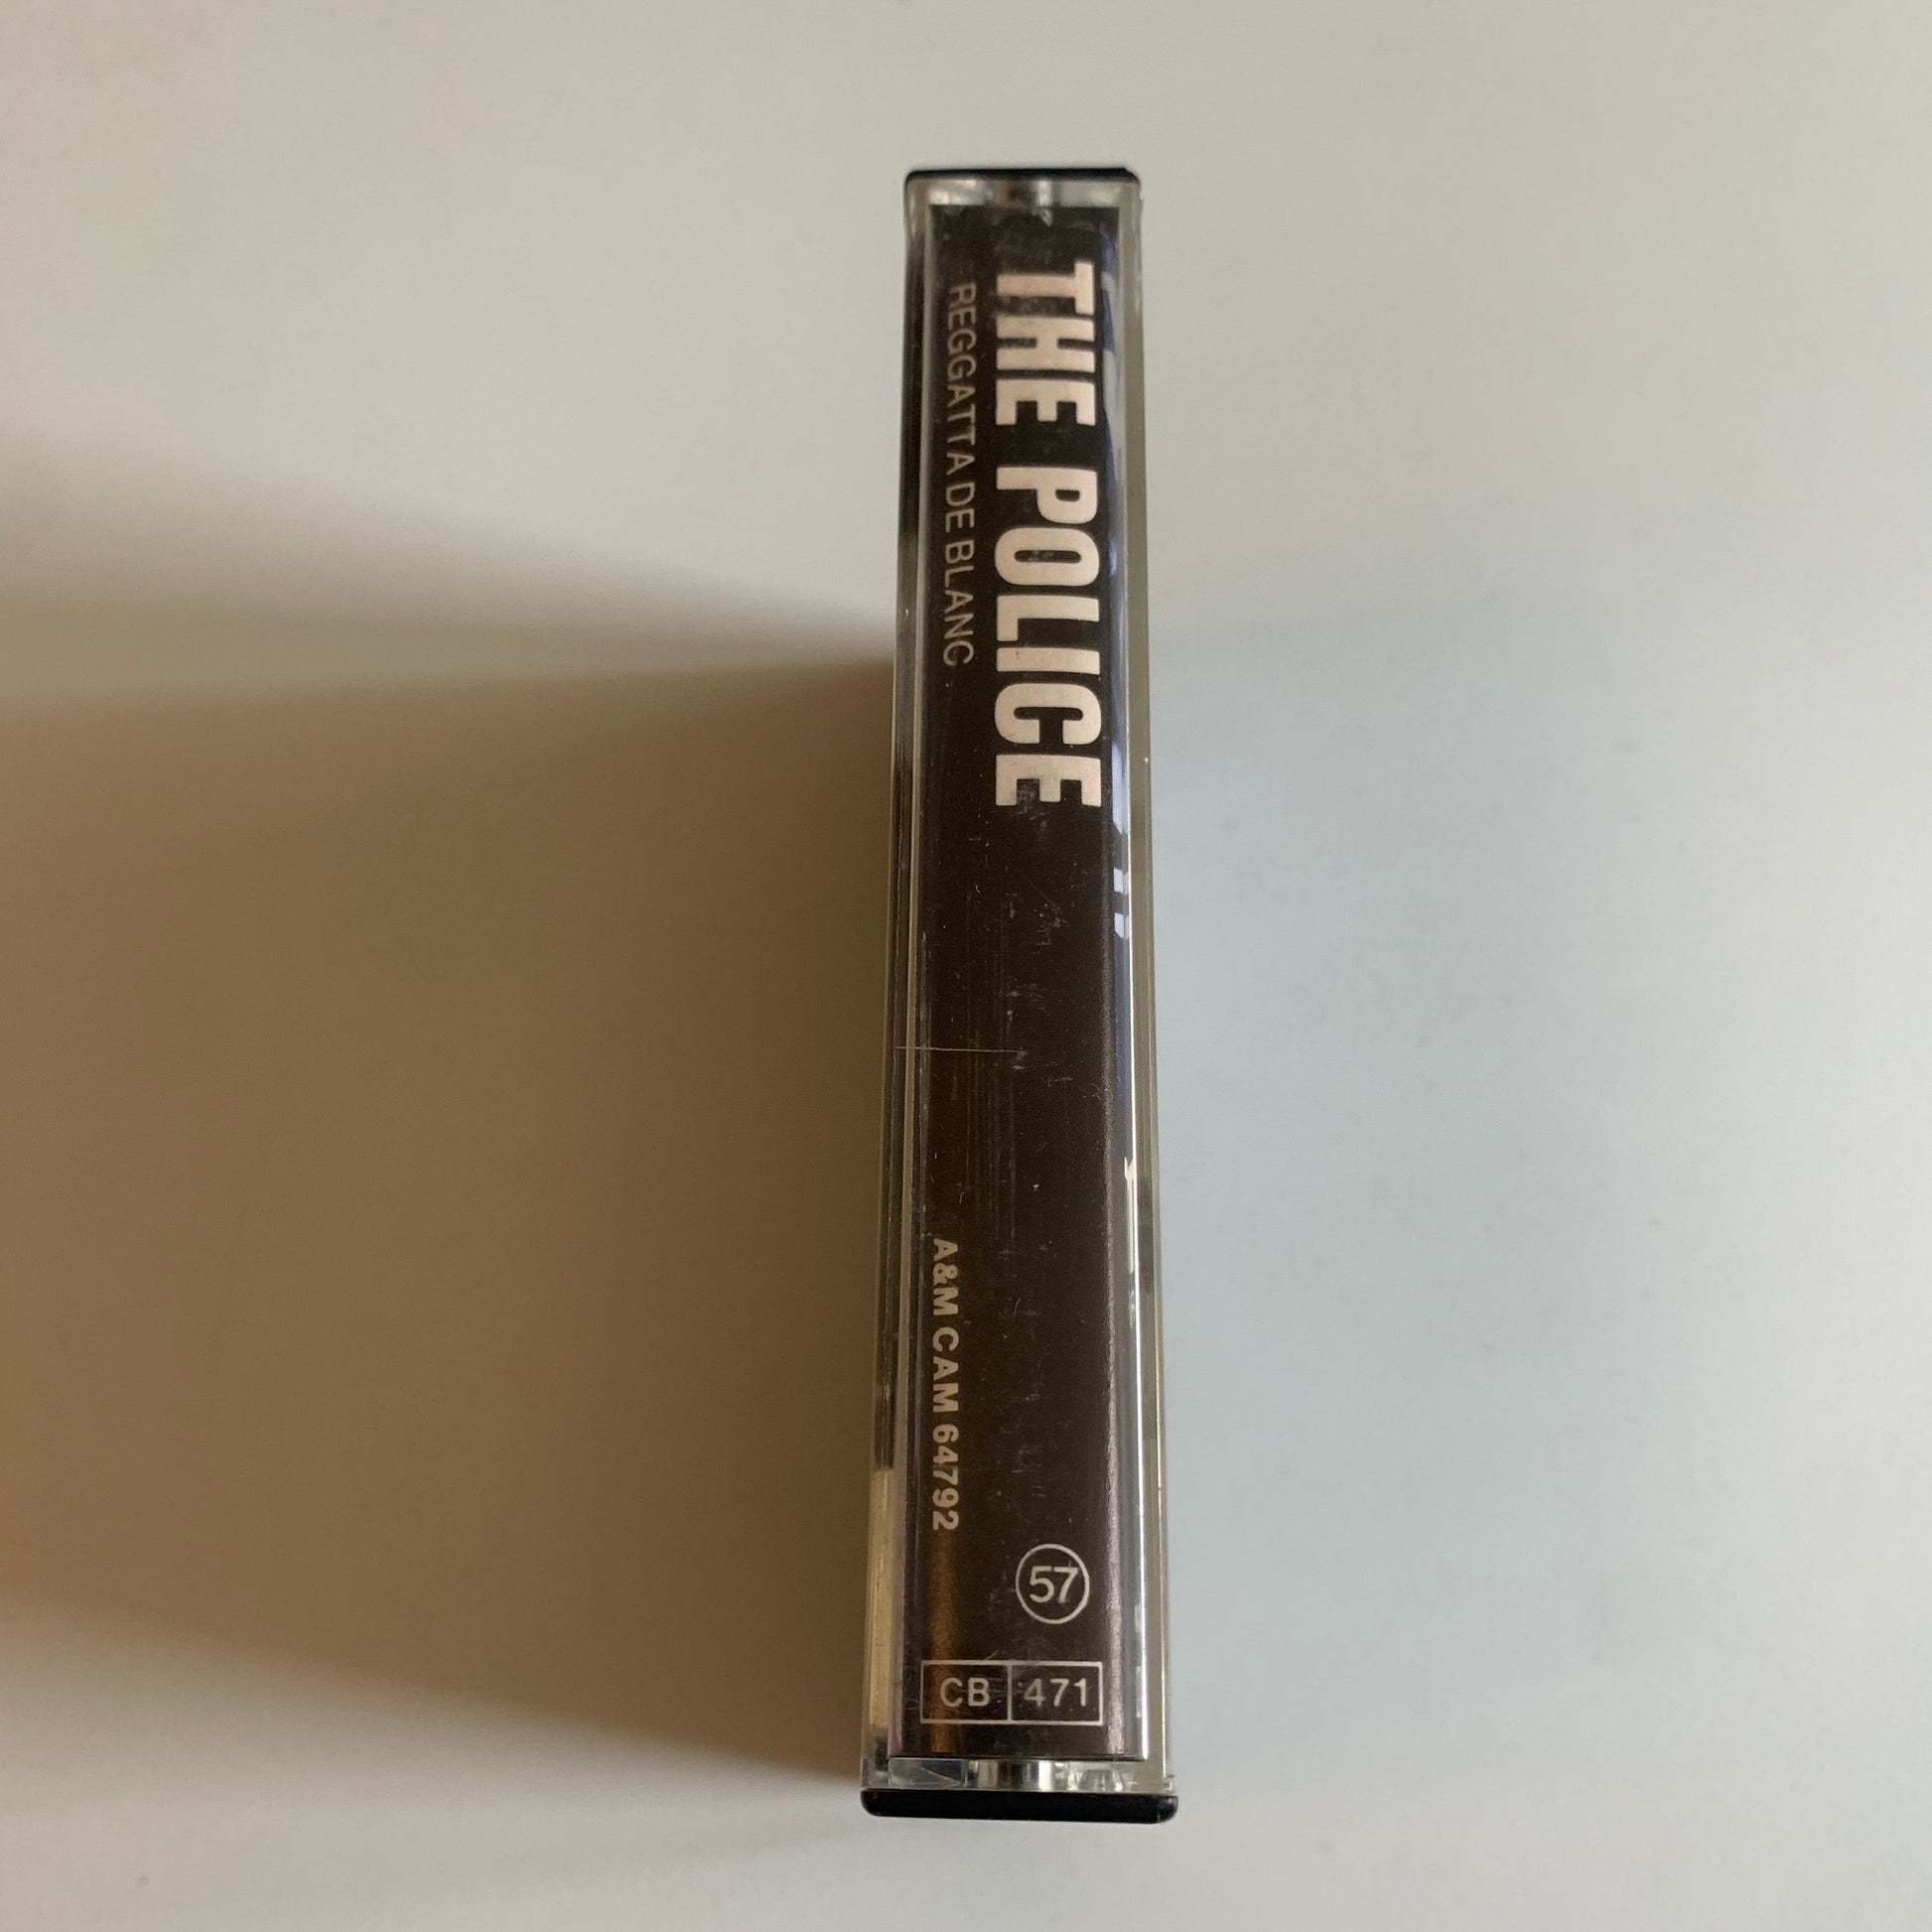 THE POLICE
REGGATTA DE BLANC
A&M CAM 64792
57
CB 471